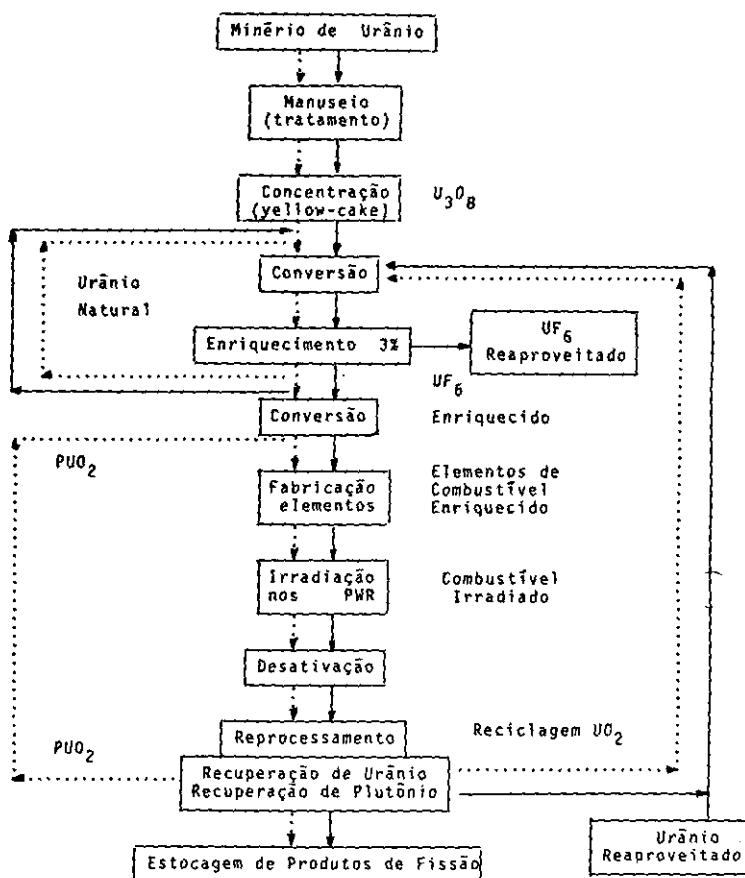 Minério de Urânio
Manuseio
(tratamento)
Concentração
(yellow-cake)
U3O8
Conversão
Urânio
Natural
Enriquecimento 3%
UF6
Reaproveitado
UF6
Conversão
Enriquecido
PUO2
Fabricação
elementos
Elementos de
Combustível
Enriquecido
Irradiação
nos PWR
Combustível
Irradiado
Desativação
Reprocessamento
Reciclagem UO2
PUO2
Recuperação de Urânio
Recuperação de Plutônio
Urânio
Reaproveitado
Estocagem de Produtos de Fissão